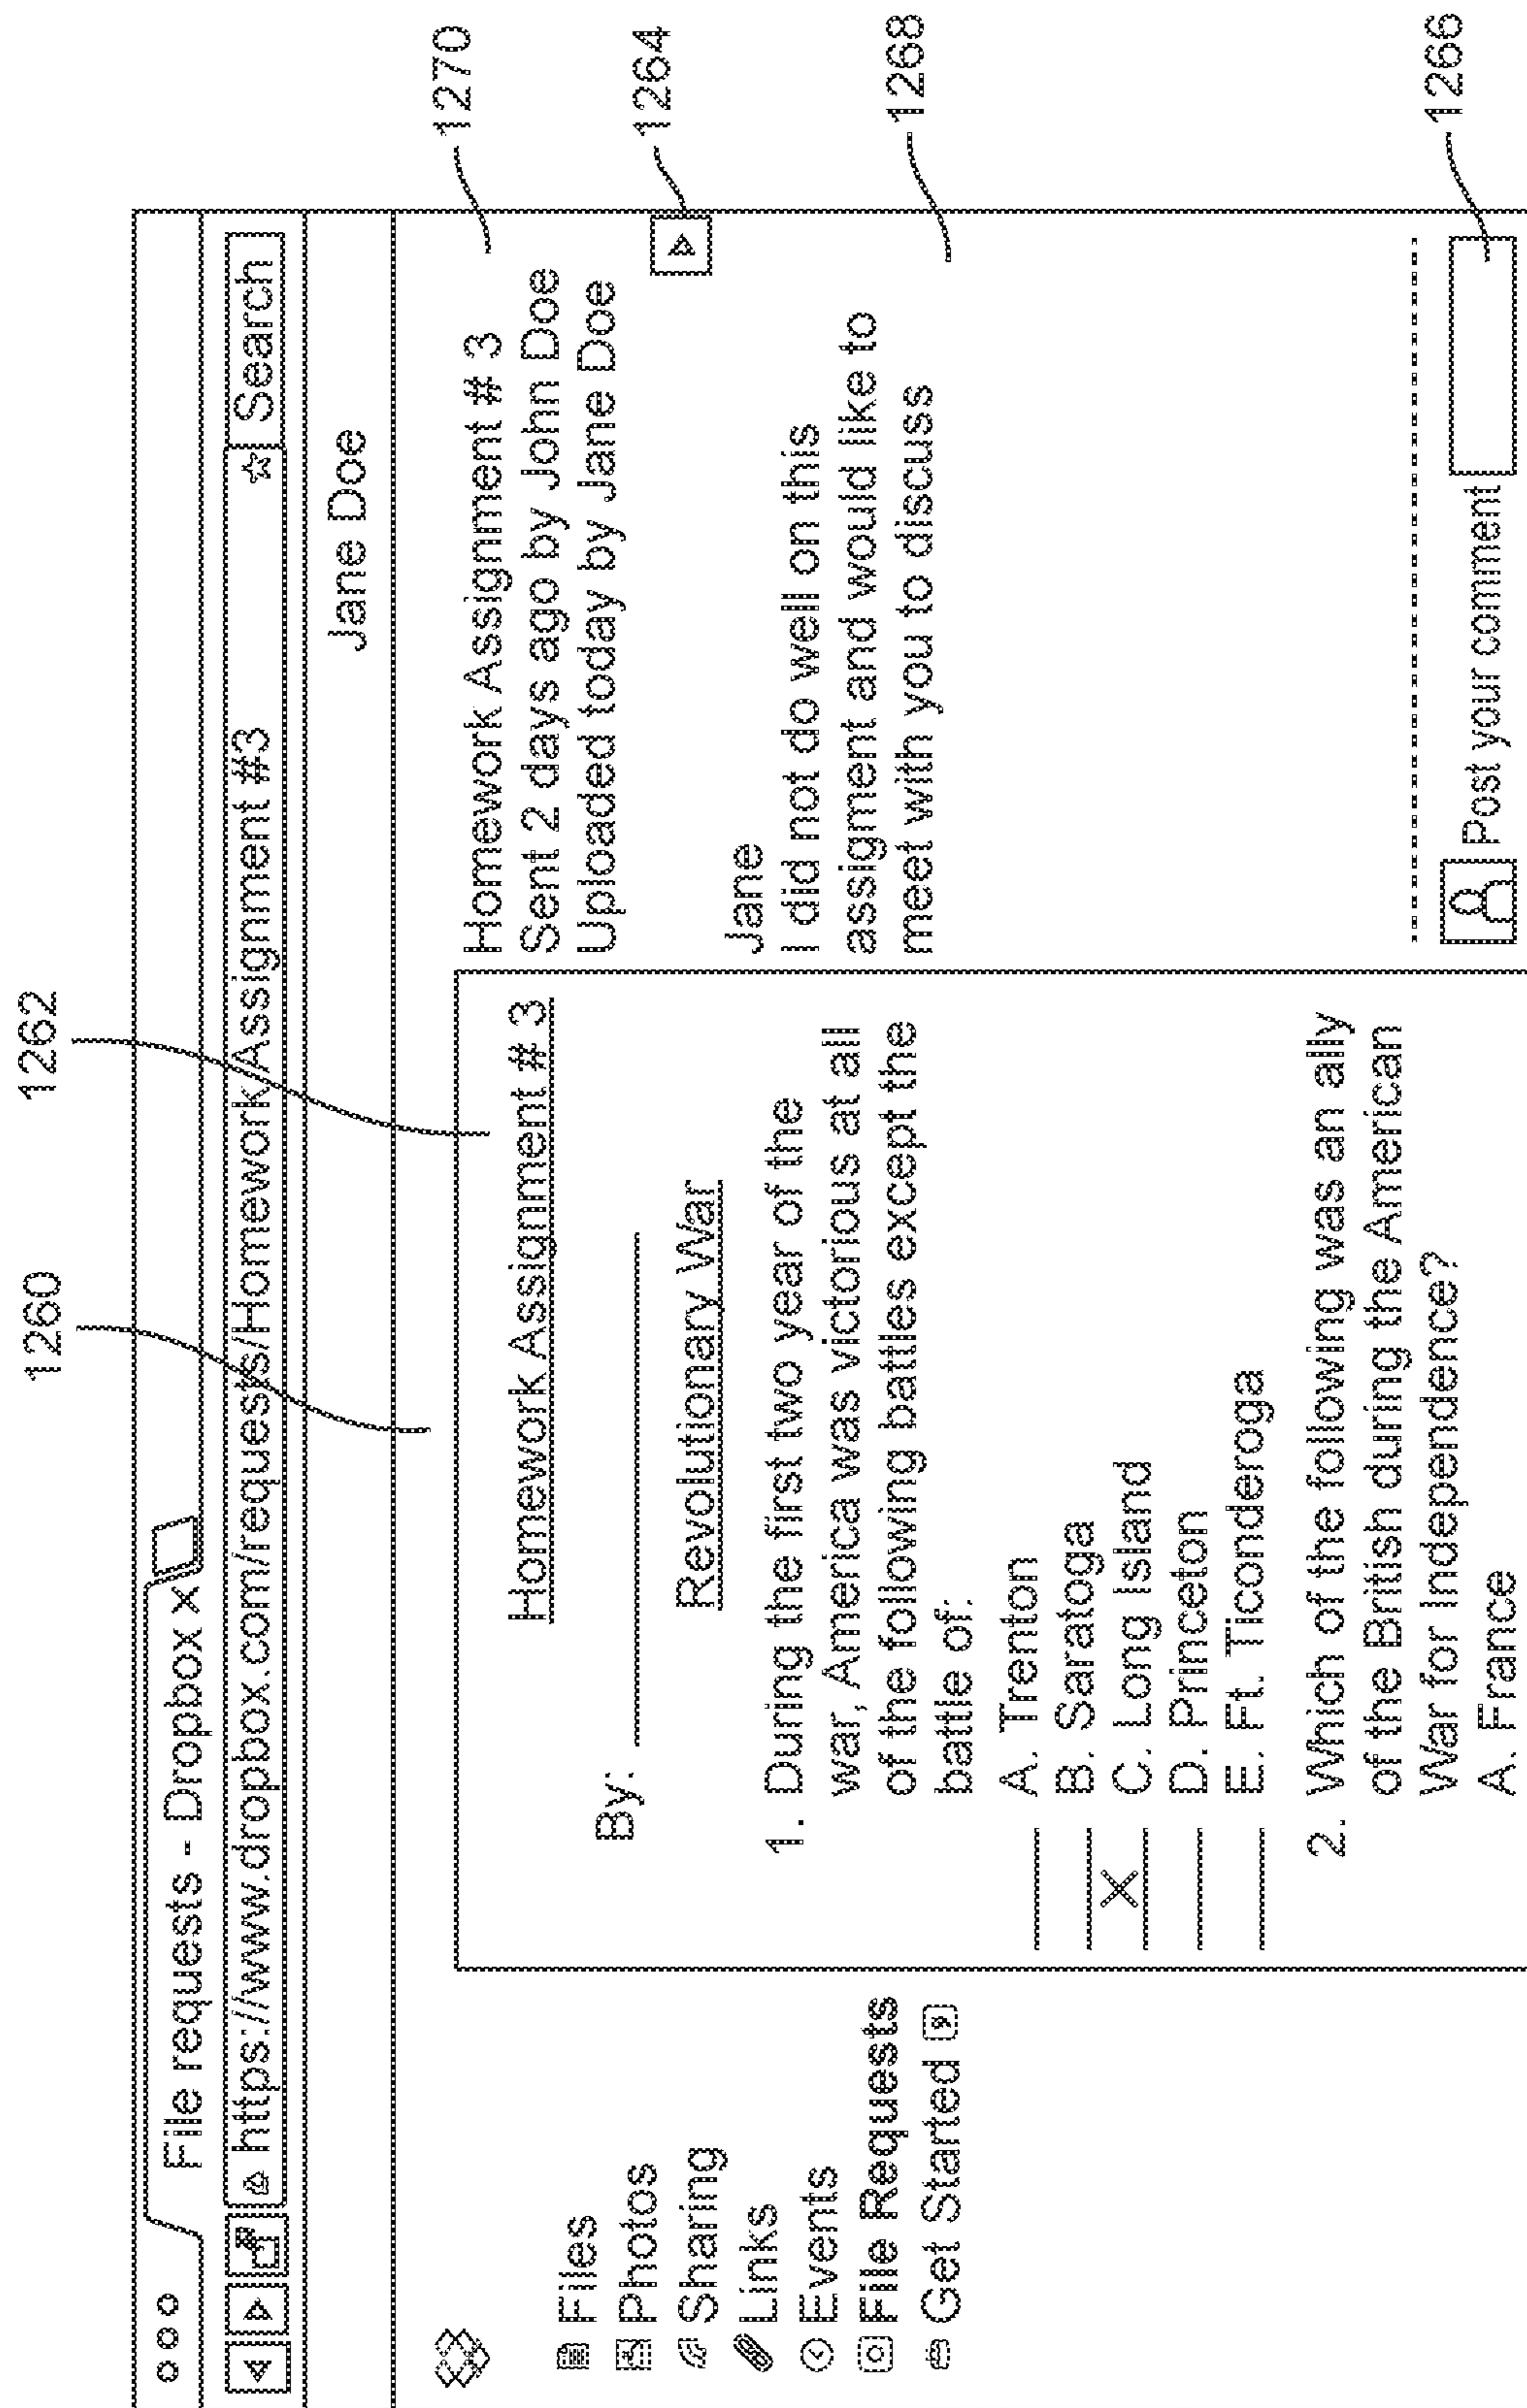 1260
1262
File requests - Dropbox x
https://www.dropbox.com/requests/HomeworkAssignment #3
Search
Jane Doe
Files
Photos
Sharing
Links
Events
File Requests
Get Started
Homework Assignment # 3
By:
Revolutionary War
1. During the first two year of the
war, America was victorious at all
of the following battles except the
battle of:
A. Trenton
B. Saratoga
X C. Long Island
D. Princeton
E. Ft. Ticonderoga
2. Which of the following was an ally
of the British during the American
War for Independence?
A. France
Homework Assignment # 3
Sent 2 days ago by John Doe
Uploaded today by Jane Doe
Jane
I did not do well on this
assigment and would like to
meet with you to discuss
Post your comment
1270
1264
1268
1266